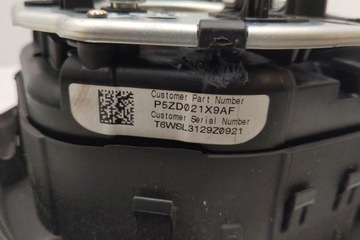 Customer Part Number
P5ZD021X9AF
Customer Serial Number
T6WSL3129Z0921